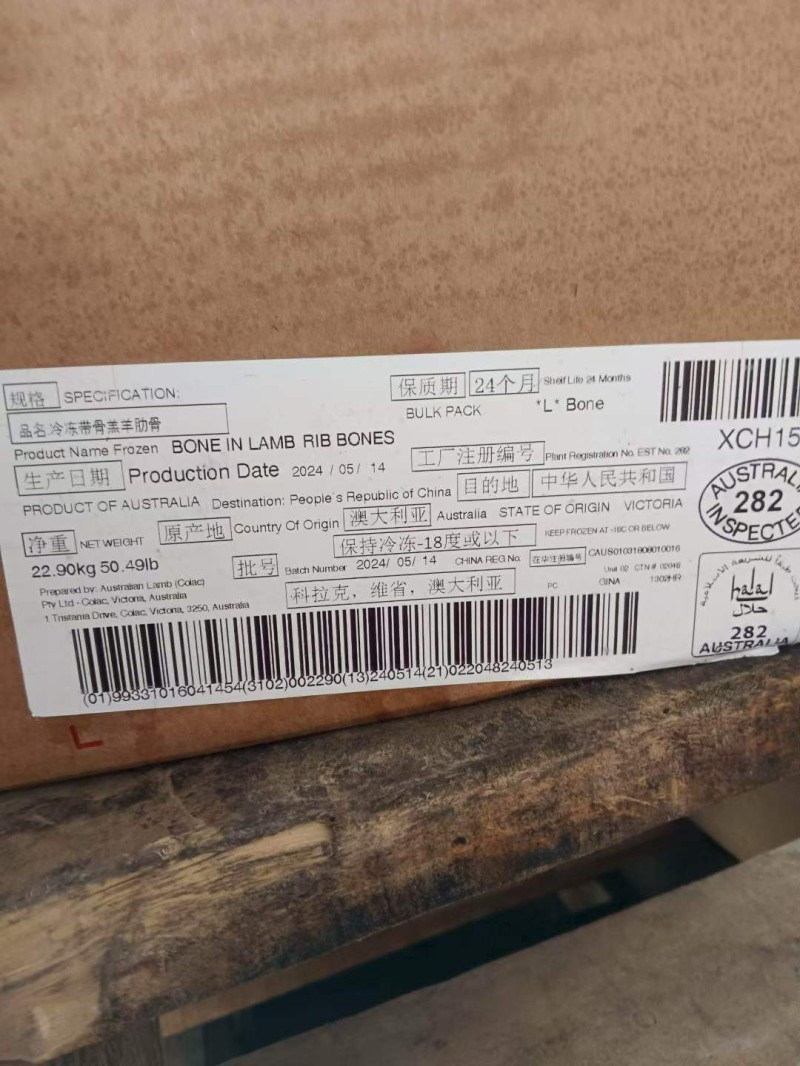 规格 SPECIFICATION:
保质期 24个月 Shelf Life 24 Months
品名:冷冻带骨羔羊肋骨
BULK PACK *L* Bone
Product Name Frozen BONE IN LAMB RIB BONES
XCH15
生产日期 Production Date 2024 / 05 / 14
工厂注册编号 Plant Registration No. EST No. 282
PRODUCT OF AUSTRALIA Destination: People's Republic of China 目的地 中华人民共和国
AUSTRALI
282
INSPECTE
净重 NET WEIGHT 原产地 Country Of Origin 澳大利亚 Australia STATE OF ORIGIN VICTORIA
保持冷冻-18度或以下 KEEP FROZEN AT -18C OR BELOW
22.90kg 50.49lb 批号 Batch Number 2024 / 05 / 14 CHINA REG No. 在华注册编号
Prepared by: Australian Lamb (Colac)
Pty Ltd - Colac, Victoria, Australia
1 Tristania Drive, Colac, Victoria, 3250, Australia
科拉克, 维省, 澳大利亚 PC GINA
halal
حلال
282
AUSTRALIA
(01)99331016041454(3102)002290(13)240514(21)022048240513
L